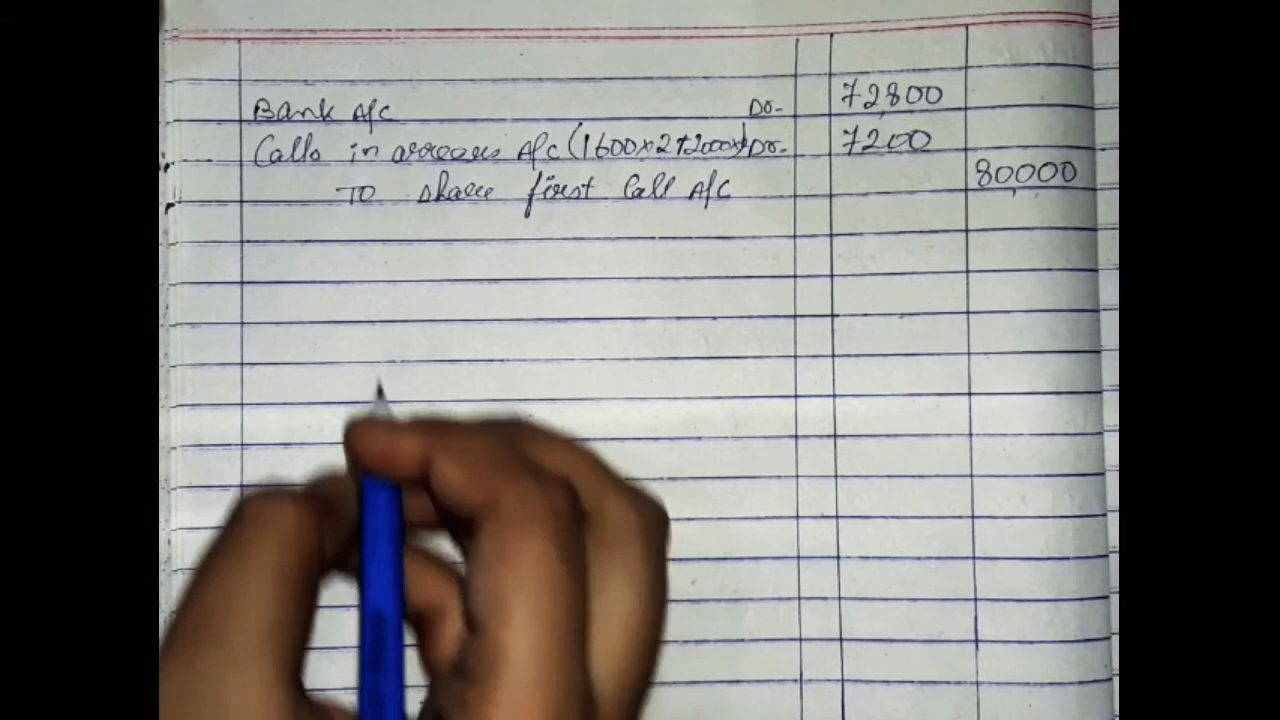 Bank A/C Dr. 72800
Calls in arrears A/C (1600×2+2000×2) Dr. 7200
To share first Call A/C 80000